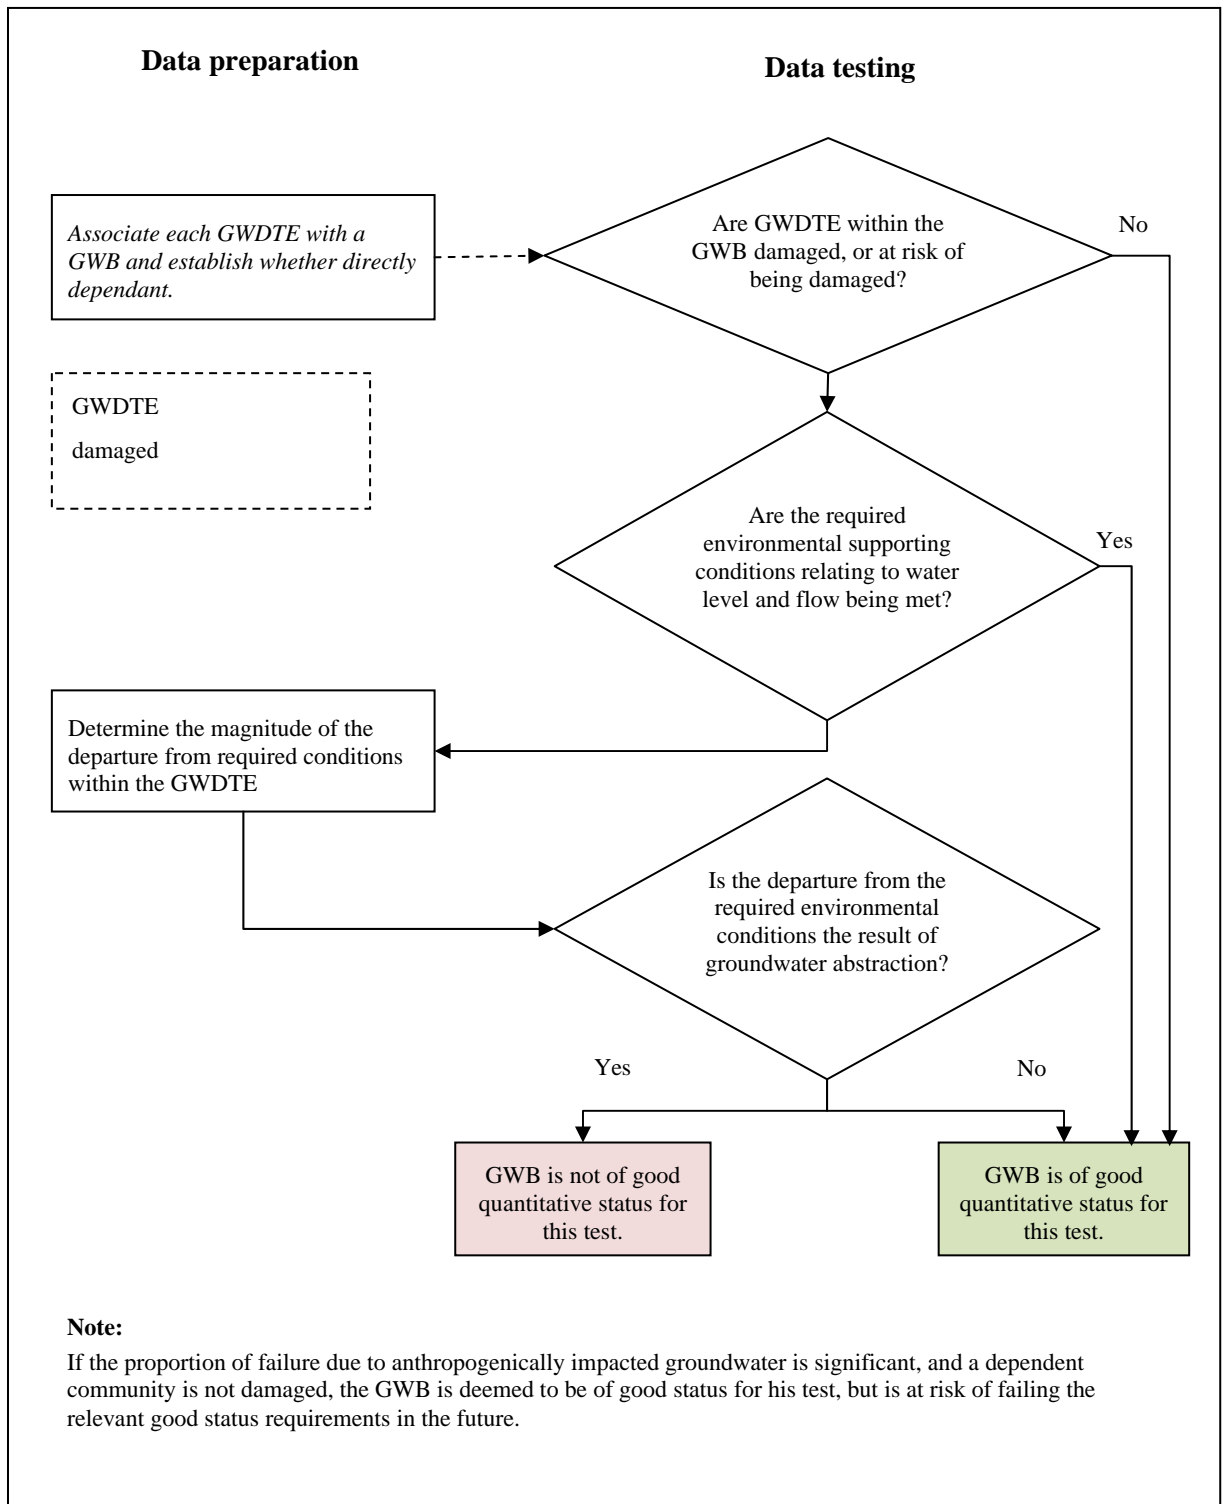 Data preparation
Data testing
Associate each GWDTE with a
GWB and establish whether directly
dependant.
Are GWDTE within the
GWB damaged, or at risk of
being damaged?
No
GWDTE
damaged
Are the required
environmental supporting
conditions relating to water
level and flow being met?
Yes
Determine the magnitude of the
departure from required conditions
within the GWDTE
Is the departure from the
required environmental
conditions the result of
groundwater abstraction?
Yes
No
GWB is not of good
quantitative status for
this test.
GWB is of good
quantitative status for
this test.
Note:
If the proportion of failure due to anthropogenically impacted groundwater is significant, and a dependent
community is not damaged, the GWB is deemed to be of good status for his test, but is at risk of failing the
relevant good status requirements in the future.